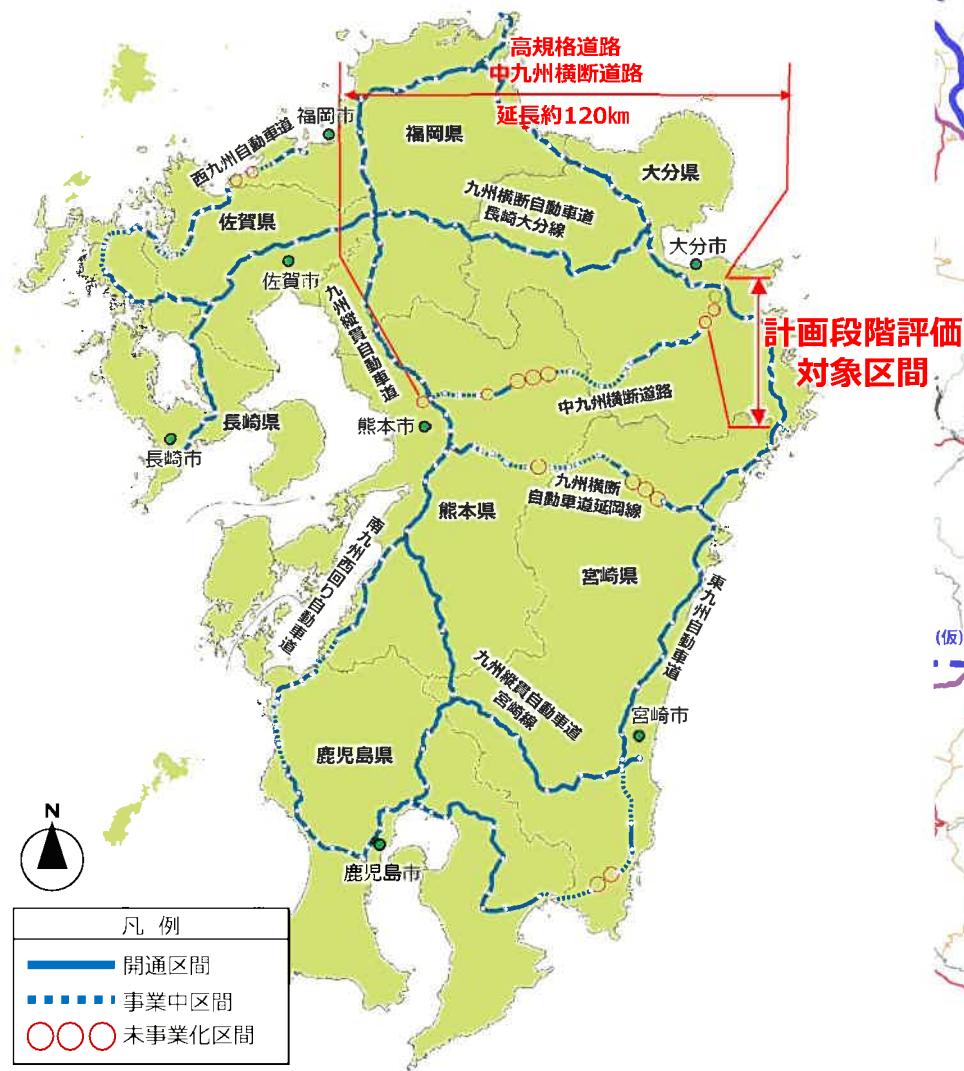 高規格道路
中九州横断道路
延長約120km
福岡市
福岡県
西九州自動車道
大分県
九州横断自動車道
長崎大分線
佐賀県
大分市
佐賀市
九州縦貫自動車道
計画段階評価
対象区間
中九州横断道路
長崎県
熊本市
長崎市
九州横断
自動車道延岡線
熊本県
南九州西回り自動車道
宮崎県
東九州自動車道
(仮)
九州縦貫自動車道
宮崎線
宮崎市
鹿児島県
N
鹿児島市
凡 例
開通区間
事業中区間
未事業化区間